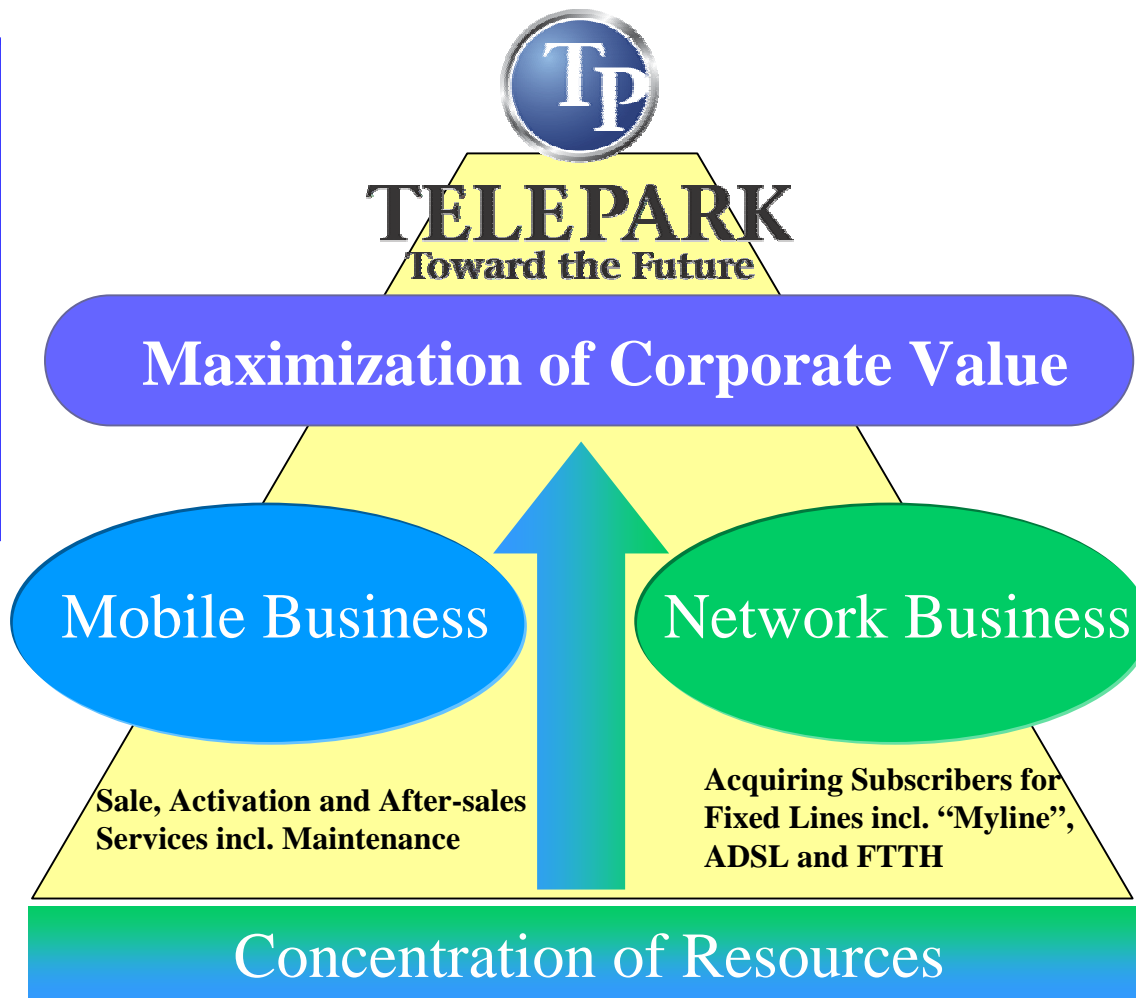 TP
TELEPARK
Toward the Future
Maximization of Corporate Value
Mobile Business
Network Business
Sale, Activation and After-sales
Services incl. Maintenance
Acquiring Subscribers for
Fixed Lines incl. “Myline”,
ADSL and FTTH
Concentration of Resources